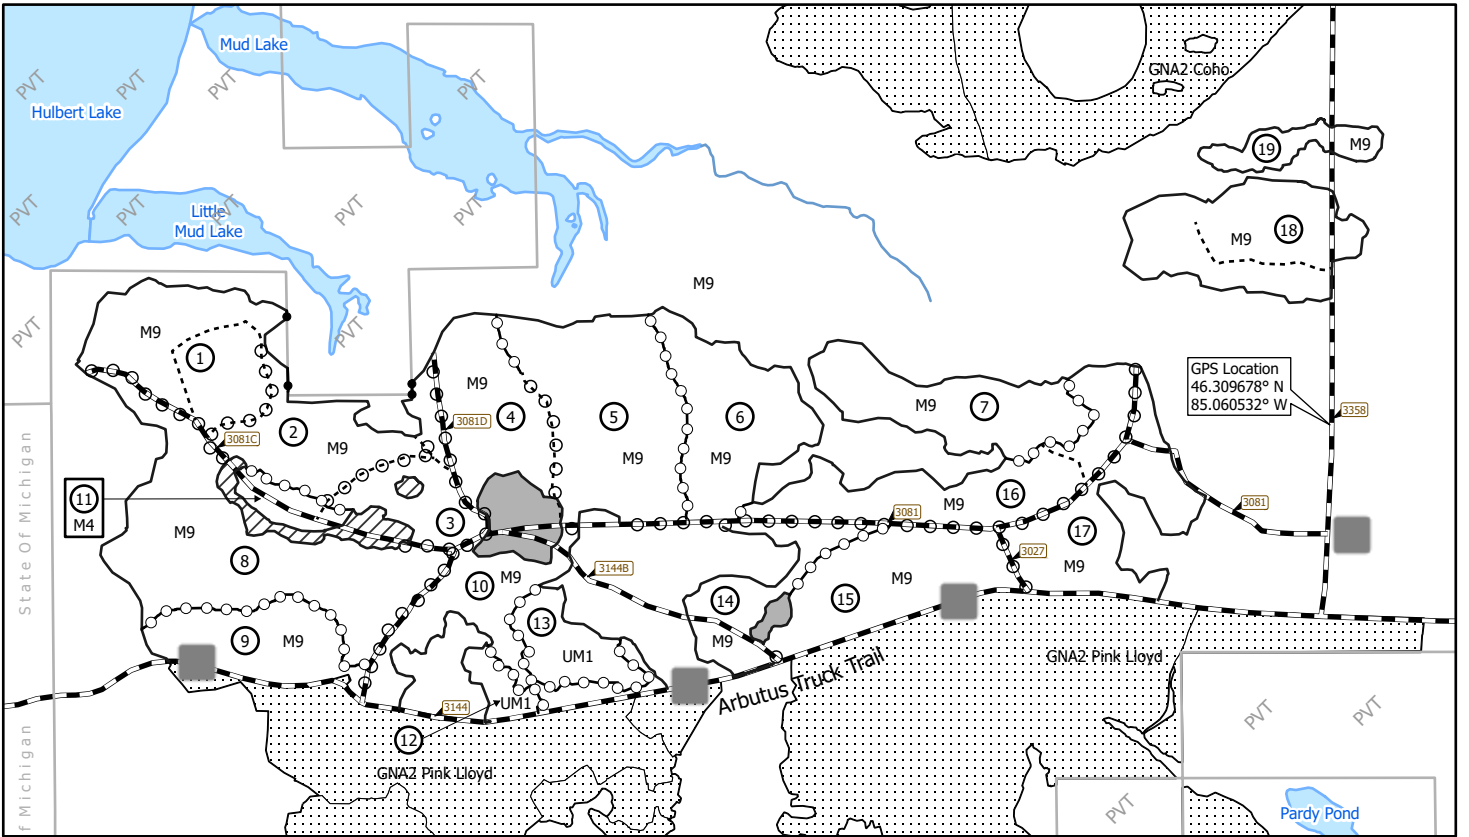 Mud Lake
PVT
PVT
PVT
PVT
GNA2 Coho
Hulbert Lake
19
M9
PVT
PVT
PVT
PVT
PVT
Little
Mud Lake
M9
18
M9
PVT
PVT
M9
1
GPS Location
46.309678° N
85.060532° W
M9
4
5
6
M9
7
3358
3081C
2
3081D
M9
M9
M9
State Of Michigan
11
M4
16
M9
3081
3081
M9
3
17
3027
M9
8
10
M9
3144B
M9
14
15
9
M9
13
M9
UM1
GNA2 Pink Lloyd
Arbutus Truck Trail
UM1
3144
12
PVT
PVT
f Michigan
GNA2 Pink Lloyd
PVT
Pardy Pond